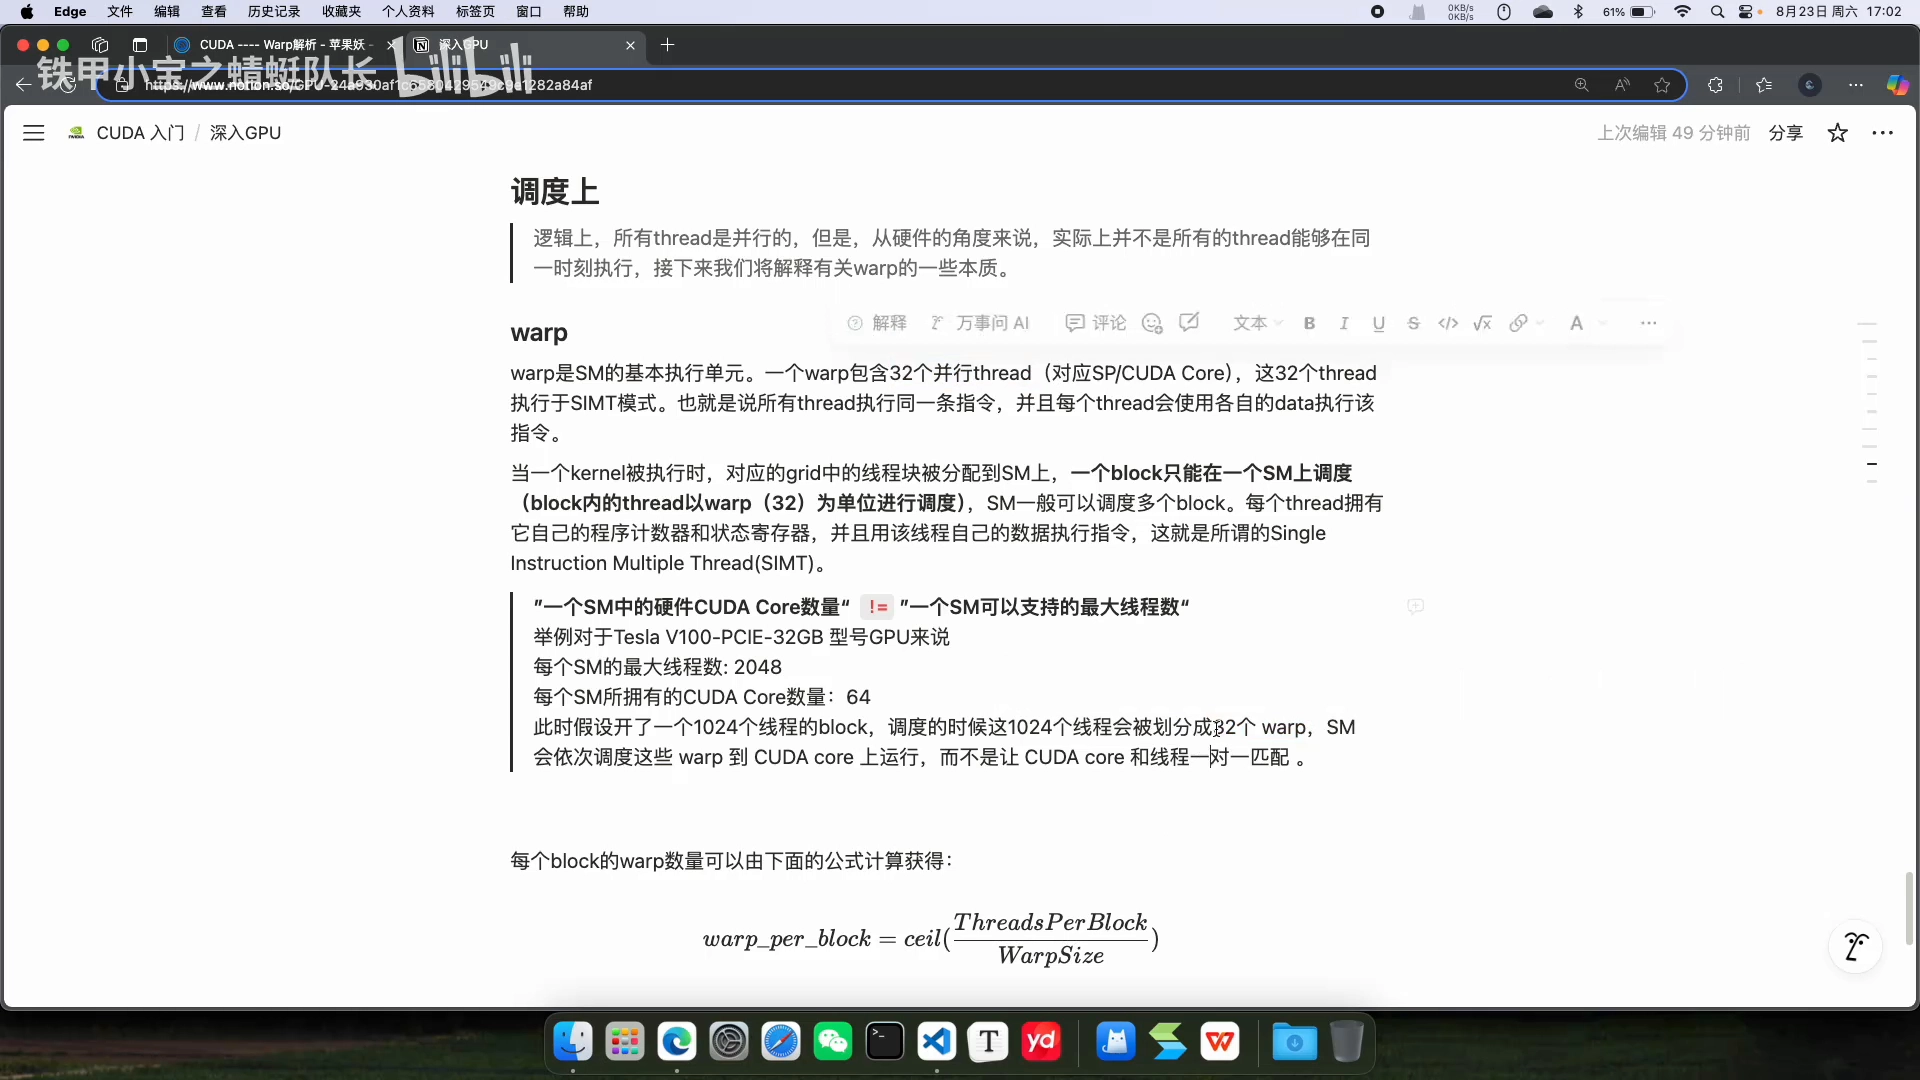 Edge 文件 编辑 查看 历史记录 收藏夹 个人资料 标签页 窗口 帮助
0KB/s
0KB/s
61%
8月23日 周六 17:02
CUDA ---- Warp解析 - 苹果妖 -
深入GPU
铁甲小宝之蜻蜓队长 bilibili
CUDA 入门 / 深入GPU
上次编辑 49 分钟前 分享
调度上
逻辑上，所有thread是并行的，但是，从硬件的角度来说，实际上并不是所有的thread能够在同
一时刻执行，接下来我们将解释有关warp的一些本质。
解释 万事问 AI 评论 文本 B I U S </> √x A
warp
warp是SM的基本执行单元。一个warp包含32个并行thread（对应SP/CUDA Core），这32个thread
执行于SIMT模式。也就是说所有thread执行同一条指令，并且每个thread会使用各自的data执行该
指令。
当一个kernel被执行时，对应的grid中的线程块被分配到SM上，一个block只能在一个SM上调度
（block内的thread以warp（32）为单位进行调度），SM一般可以调度多个block。每个thread拥有
它自己的程序计数器和状态寄存器，并且用该线程自己的数据执行指令，这就是所谓的Single
Instruction Multiple Thread(SIMT)。
”一个SM中的硬件CUDA Core数量“ != ”一个SM可以支持的最大线程数“
举例对于Tesla V100-PCIE-32GB 型号GPU来说
每个SM的最大线程数: 2048
每个SM所拥有的CUDA Core数量：64
此时假设开了一个1024个线程的block，调度的时候这1024个线程会被划分成32个 warp，SM
会依次调度这些 warp 到 CUDA core 上运行，而不是让 CUDA core 和线程一对一匹配 。
每个block的warp数量可以由下面的公式计算获得：
warp_per_block = ceil(ThreadsPerBlock
WarpSize)
T yd W